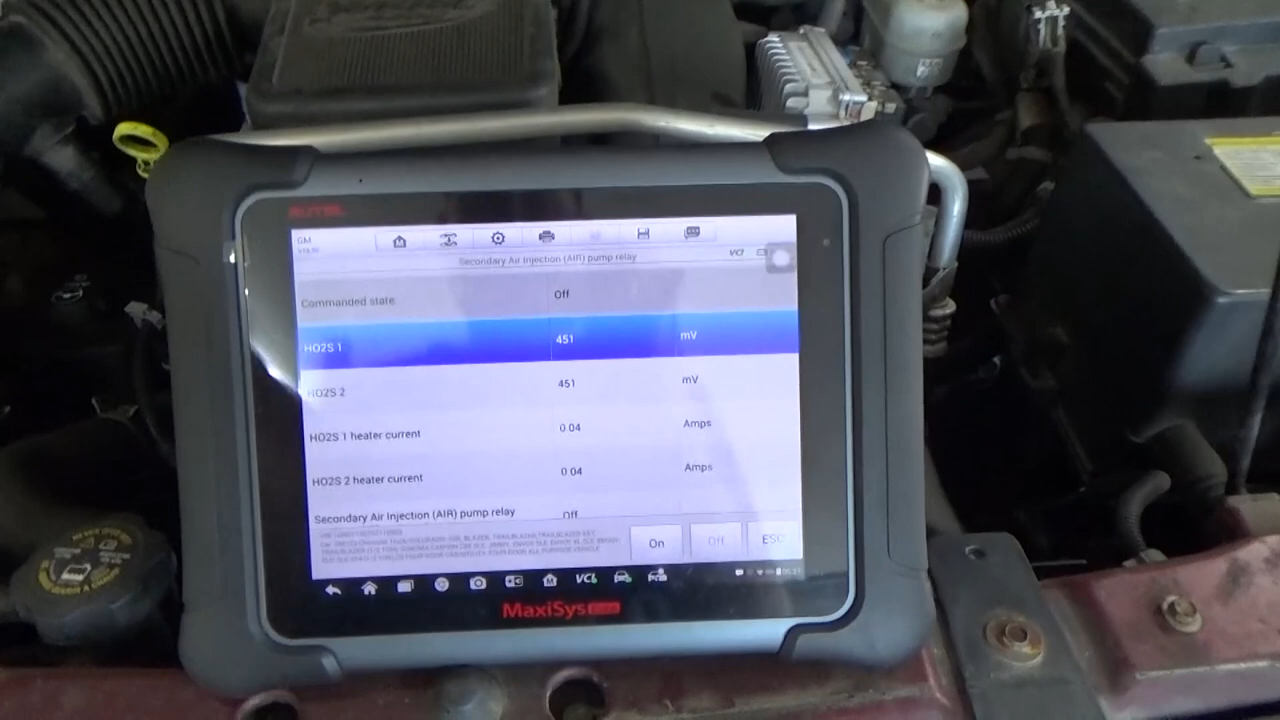 AUTEL
GM
Secondary Air Injection (AIR) pump relay
VCI
Commanded state Off
HO2S 1 451 mV
HO2S 2 451 mV
HO2S 1 heater current 0.04 Amps
HO2S 2 heater current 0.04 Amps
Secondary Air Injection (AIR) pump relay Off
On Off ESC
VCI
MaxiSys